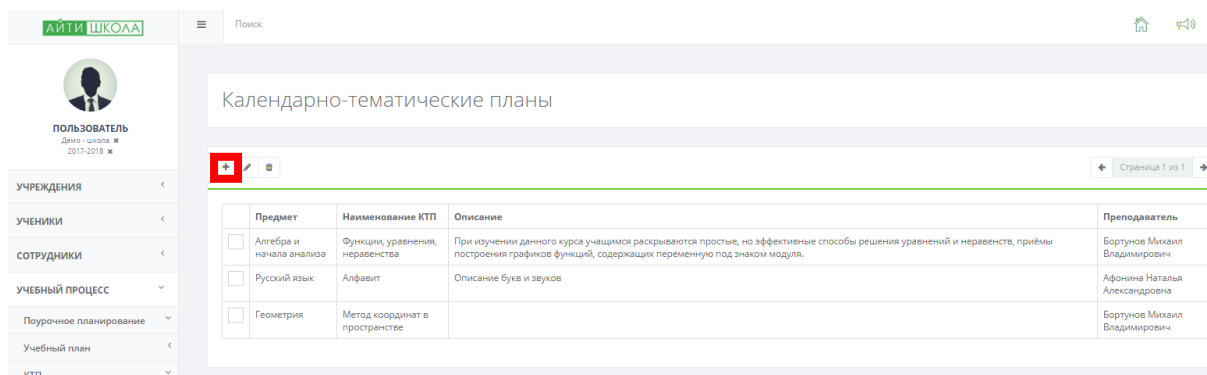 АЙТИ ШКОЛА
Поиск
ПОЛЬЗОВАТЕЛЬ
Демо - школа ✖
2017-2018 ✖
УЧРЕЖДЕНИЯ
УЧЕНИКИ
СОТРУДНИКИ
УЧЕБНЫЙ ПРОЦЕСС
Поурочное планирование
Учебный план
КТП
Календарно-тематические планы
Страница 1 из 1
Предмет Наименование КТП Описание Преподаватель
Алгебра и Функции, уравнения, При изучении данного курса учащимся раскрываются простые, но эффективные способы решения уравнений и неравенств, приёмы Бортунов Михаил
начала анализа неравенства построения графиков функций, содержащих переменную под знаком модуля. Владимирович
Русский язык Алфавит Описание букв и звуков Афонина Наталья
Александровна
Геометрия Метод координат в Бортунов Михаил
пространстве Владимирович